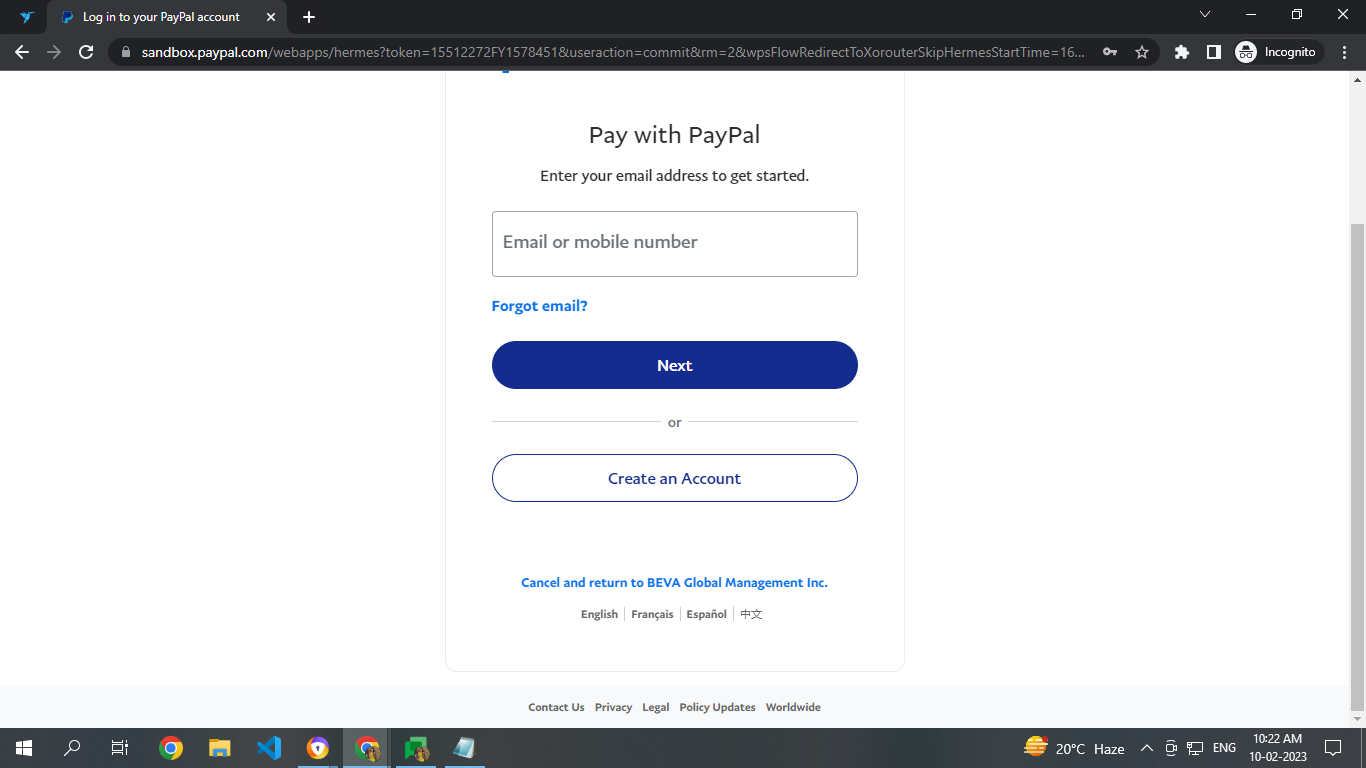 Log in to your PayPal account
sandbox.paypal.com/webapps/hermes?token=15512272FY1578451&useraction=commit&rm=2&wpsFlowRedirectToXorouterSkipHermesStartTime=16...
Incognito
Pay with PayPal
Enter your email address to get started.
Email or mobile number
Forgot email?
Next
or
Create an Account
Cancel and return to BEVA Global Management Inc.
English Français Español 中文
Contact Us Privacy Legal Policy Updates Worldwide
20°C Haze ENG 10:22 AM
10-02-2023